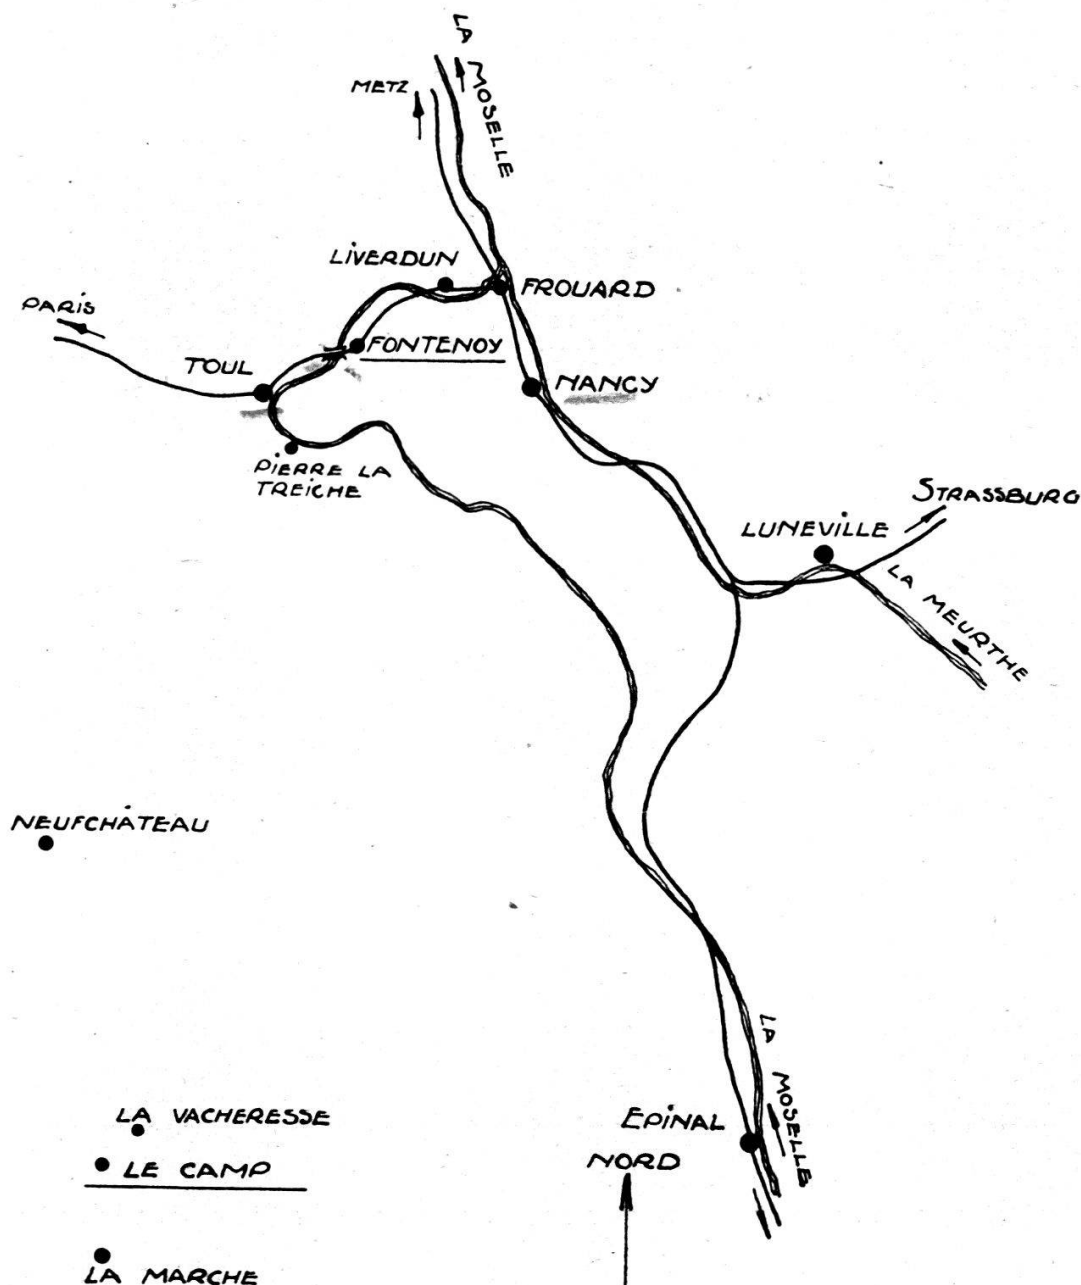 LA MOSELLE
METZ
LIVERDUN
FROUARD
PARIS
FONTENOY
TOUL
NANCY
PIERRE LA
TREICHE
STRASSBURG
LUNEVILLE
LA MEURTHE
NEUFCHÂTEAU
LA MOSELLE
LA VACHERESSE
EPINAL
LE CAMP
NORD
LA MARCHE